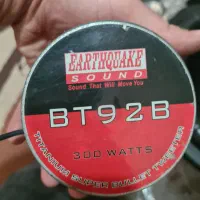 EARTHQUAKE
SOUND
Sound That Will Move You
BT92B
300 WATTS
TITANIUM SUPER BULLET TWEETER